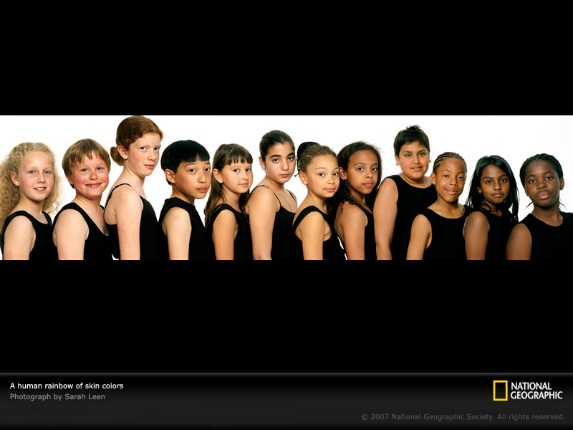 A human rainbow of skin colors
Photograph by Sarah Leen
NATIONAL
GEOGRAPHIC
© 2007 National Geographic Society. All rights reserved.